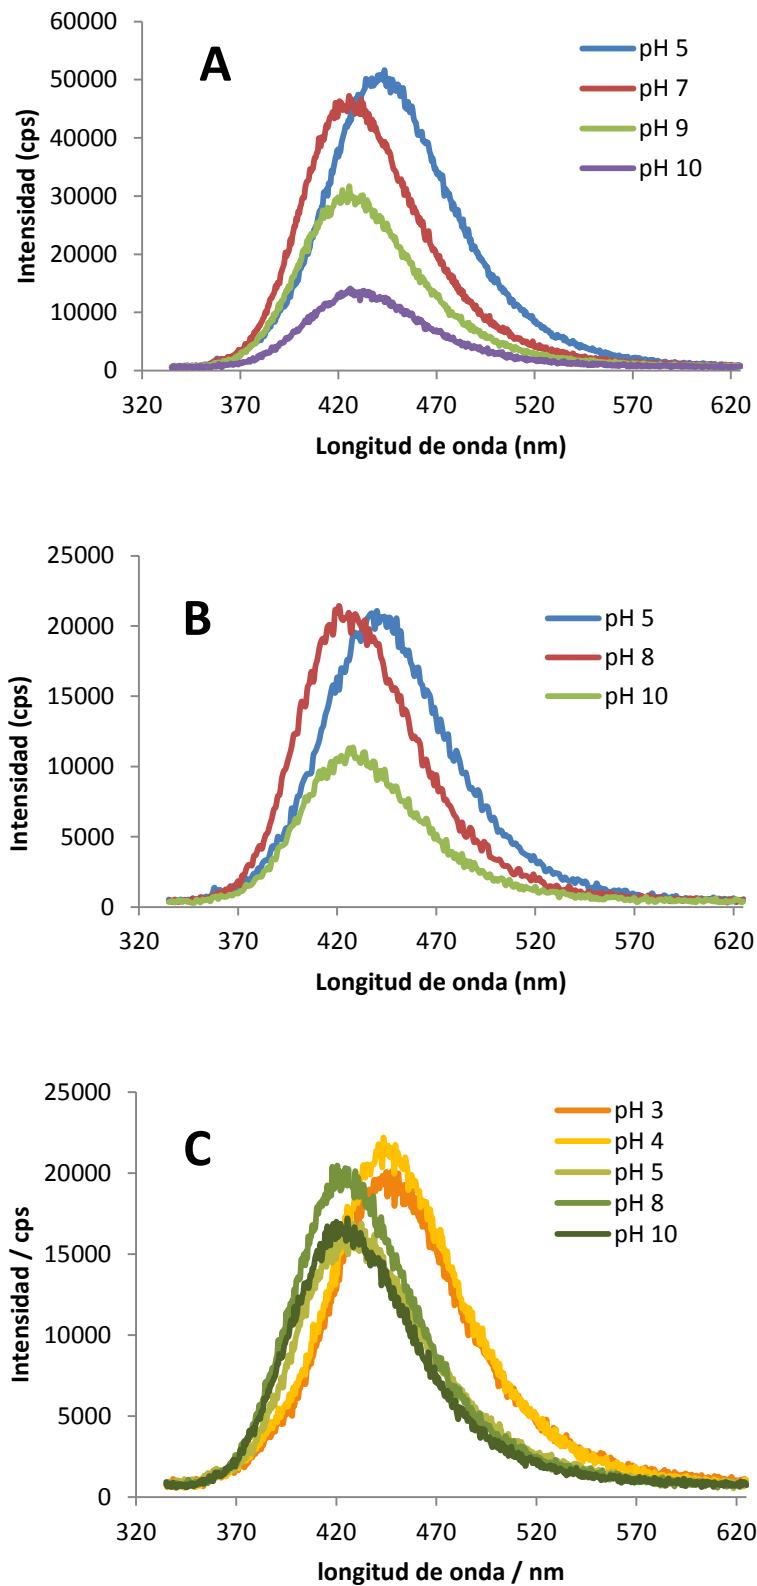 A
60000
50000
40000
30000
20000
10000
0
Intensidad (cps)
pH 5
pH 7
pH 9
pH 10
320 370 420 470 520 570 620
Longitud de onda (nm)
B
25000
20000
15000
10000
5000
0
Intensidad (cps)
pH 5
pH 8
pH 10
320 370 420 470 520 570 620
Longitud de onda (nm)
C
25000
20000
15000
10000
5000
0
Intensidad / cps
pH 3
pH 4
pH 5
pH 8
pH 10
320 370 420 470 520 570 620
longitud de onda / nm